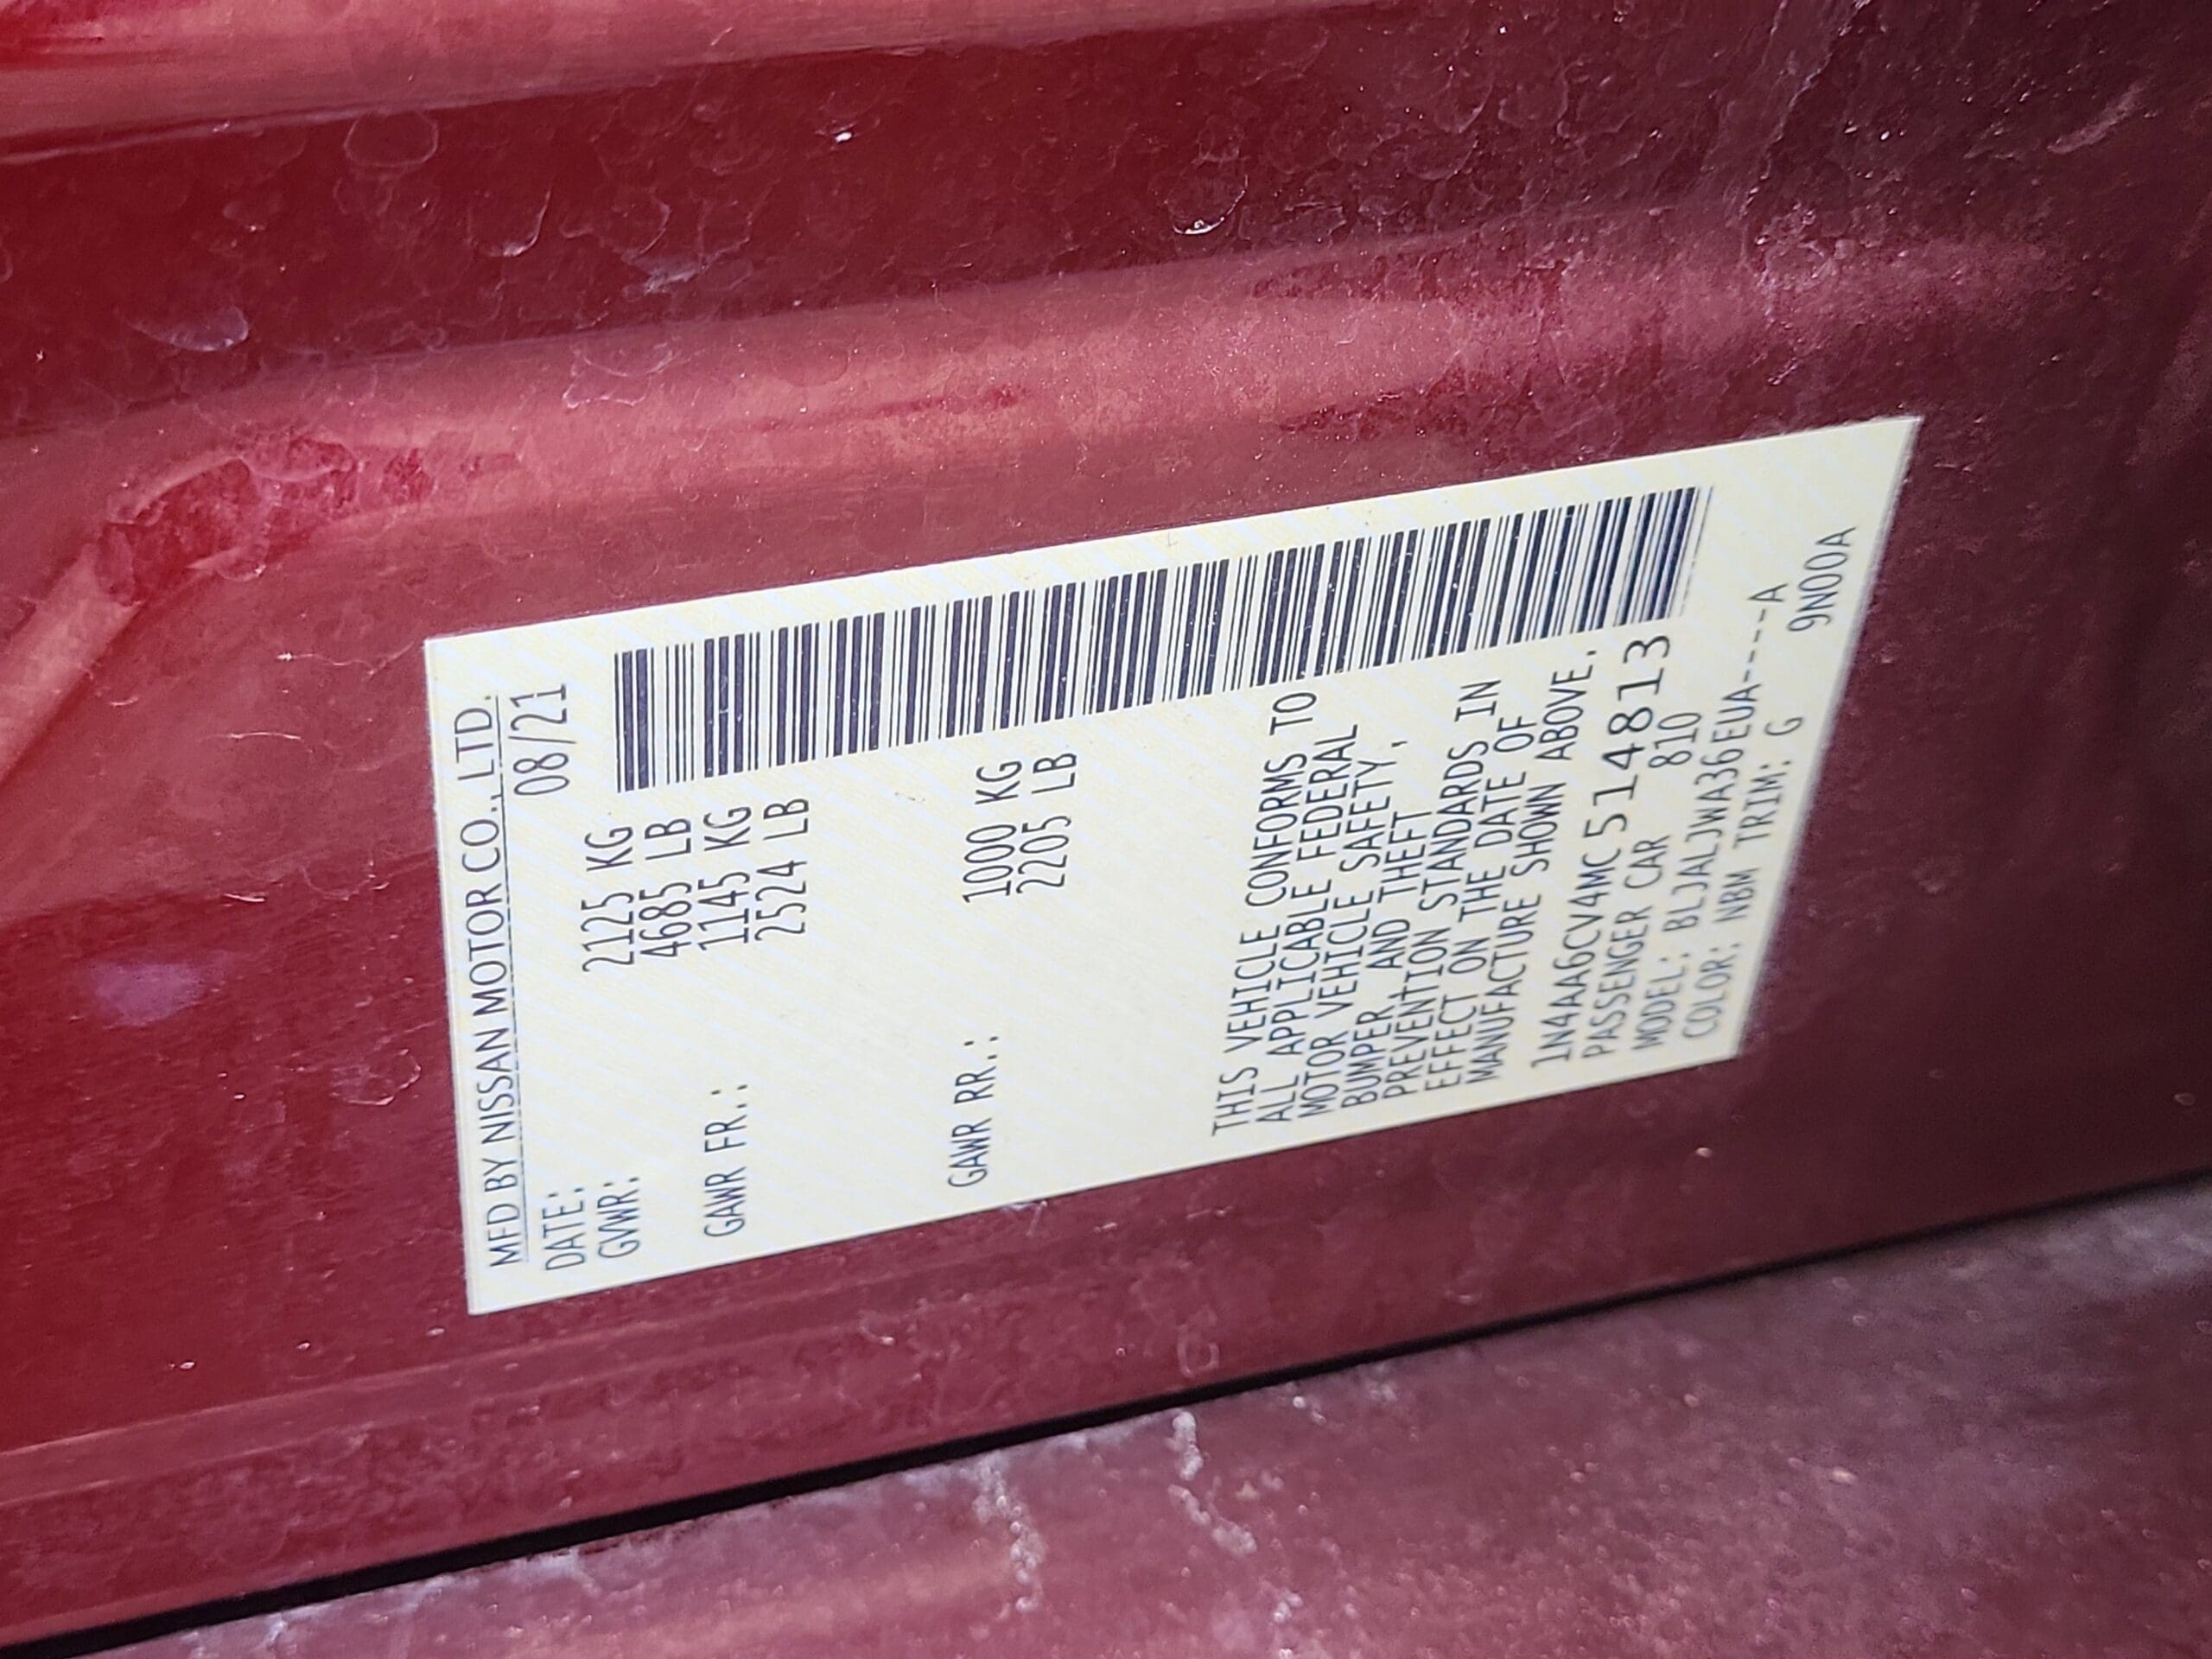 MFD BY NISSAN MOTOR CO., LTD.
DATE: 08/21
GVWR: 2125 KG
4685 LB
GAWR FR.: 1145 KG
2524 LB
GAWR RR.: 1000 KG
2205 LB
THIS VEHICLE CONFORMS TO
ALL APPLICABLE FEDERAL
MOTOR VEHICLE SAFETY,
BUMPER, AND THEFT
PREVENTION STANDARDS IN
EFFECT ON THE DATE OF
MANUFACTURE SHOWN ABOVE.
1N4AA6CV4MC514813
PASSENGER CAR 810
MODEL: BLJALJWA36EUA-----A
COLOR: NBM TRIM: G 9N00A